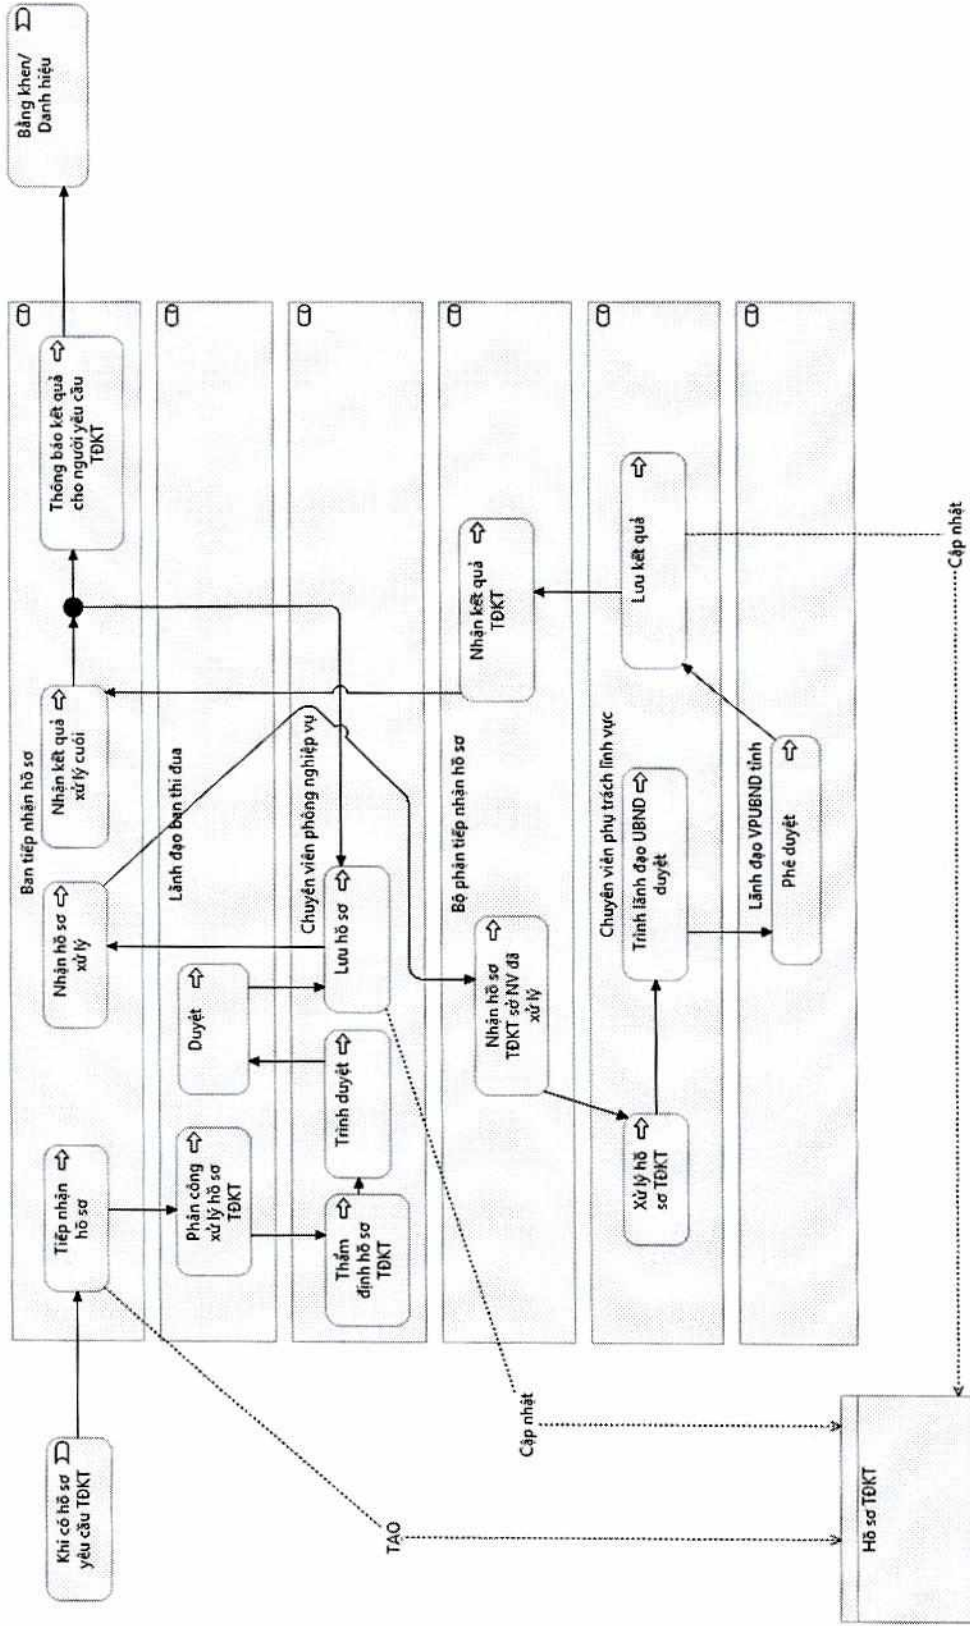 Khi có hồ sơ
yêu cầu TĐKT
Ban tiếp nhận hồ sơ
Tiếp nhận
hồ sơ
Nhận hồ sơ
xử lý
Nhận kết quả
xử lý cuối
Thông báo kết quả
cho người yêu cầu
TĐKT
Bằng khen/
Danh hiệu
Lãnh đạo ban thi đua
Phân công
xử lý hồ sơ
TĐKT
Duyệt
Chuyên viên phòng nghiệp vụ
Thẩm
định hồ sơ
TĐKT
Trình duyệt
Lưu hồ sơ
Bộ phận tiếp nhận hồ sơ
Nhận hồ sơ
TĐKT sở NV đã
xử lý
Nhận kết quả
TĐKT
Chuyên viên phụ trách lĩnh vực
Xử lý hồ
sơ TĐKT
Trình lãnh đạo UBND
duyệt
Lưu kết quả
Lãnh đạo VPUBND tỉnh
Phê duyệt
TẠO
Cập nhật
Cập nhật
Hồ sơ TĐKT